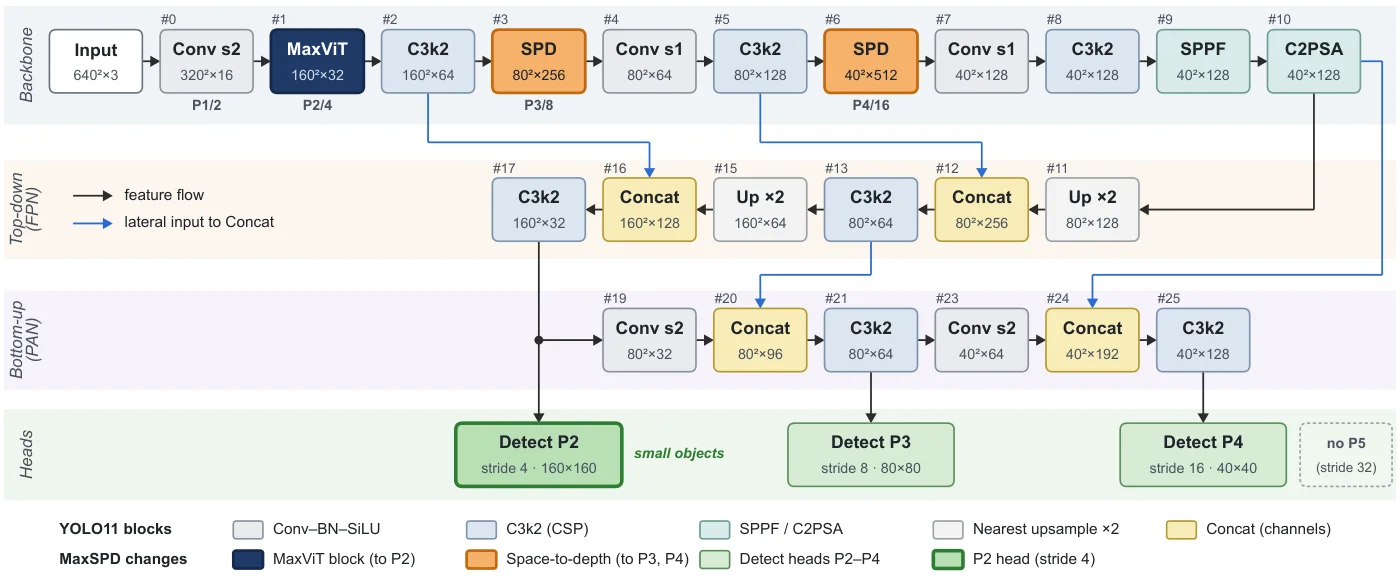 Backbone
#0 #1 #2 #3 #4 #5 #6 #7 #8 #9 #10
Input Conv s2 MaxViT C3k2 SPD Conv s1 C3k2 SPD Conv s1 C3k2 SPPF C2PSA
640²×3 320²×16 160²×32 160²×64 80²×256 80²×64 80²×128 40²×512 40²×128 40²×128 40²×128 40²×128
P1/2 P2/4 P3/8 P4/16
Top-down
(FPN)
feature flow
lateral input to Concat
#17 #16 #15 #13 #12 #11
C3k2 Concat Up ×2 C3k2 Concat Up ×2
160²×32 160²×128 160²×64 80²×64 80²×256 80²×128
Bottom-up
(PAN)
#19 #20 #21 #23 #24 #25
Conv s2 Concat C3k2 Conv s2 Concat C3k2
80²×32 80²×96 80²×64 40²×64 40²×192 40²×128
Heads
Detect P2 small objects Detect P3 Detect P4 no P5
stride 4 · 160×160 stride 8 · 80×80 stride 16 · 40×40 (stride 32)
YOLO11 blocks Conv–BN–SiLU C3k2 (CSP) SPPF / C2PSA Nearest upsample ×2 Concat (channels)
MaxSPD changes MaxViT block (to P2) Space-to-depth (to P3, P4) Detect heads P2–P4 P2 head (stride 4)